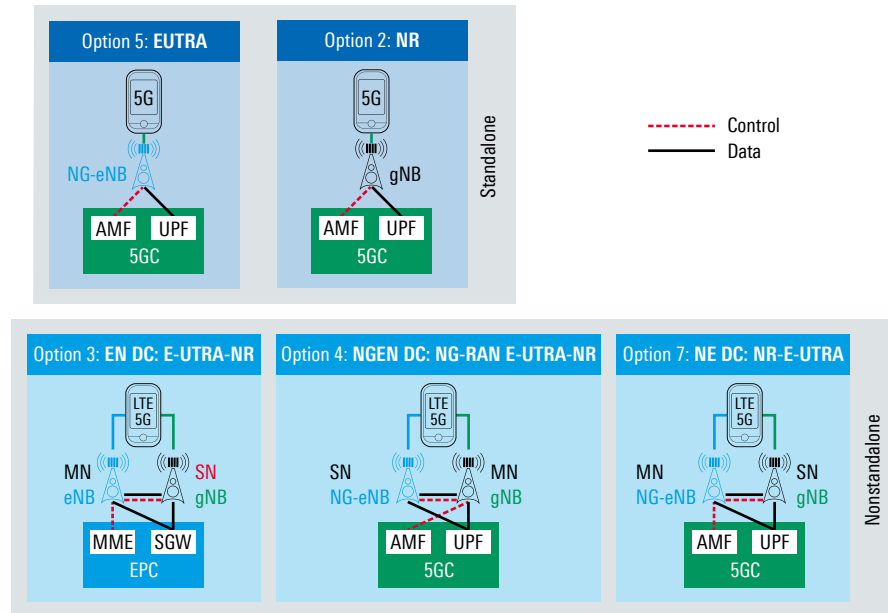 Option 5: EUTRA
5G
NG-eNB
AMF UPF
5GC
Option 2: NR
5G
gNB
AMF UPF
5GC
Standalone
Control
Data
Option 3: EN DC: E-UTRA-NR
LTE
5G
MN SN
eNB gNB
MME SGW
EPC
Option 4: NGEN DC: NG-RAN E-UTRA-NR
LTE
5G
SN MN
NG-eNB gNB
AMF UPF
5GC
Option 7: NE DC: NR-E-UTRA
LTE
5G
MN SN
NG-eNB gNB
AMF UPF
5GC
Nonstandalone